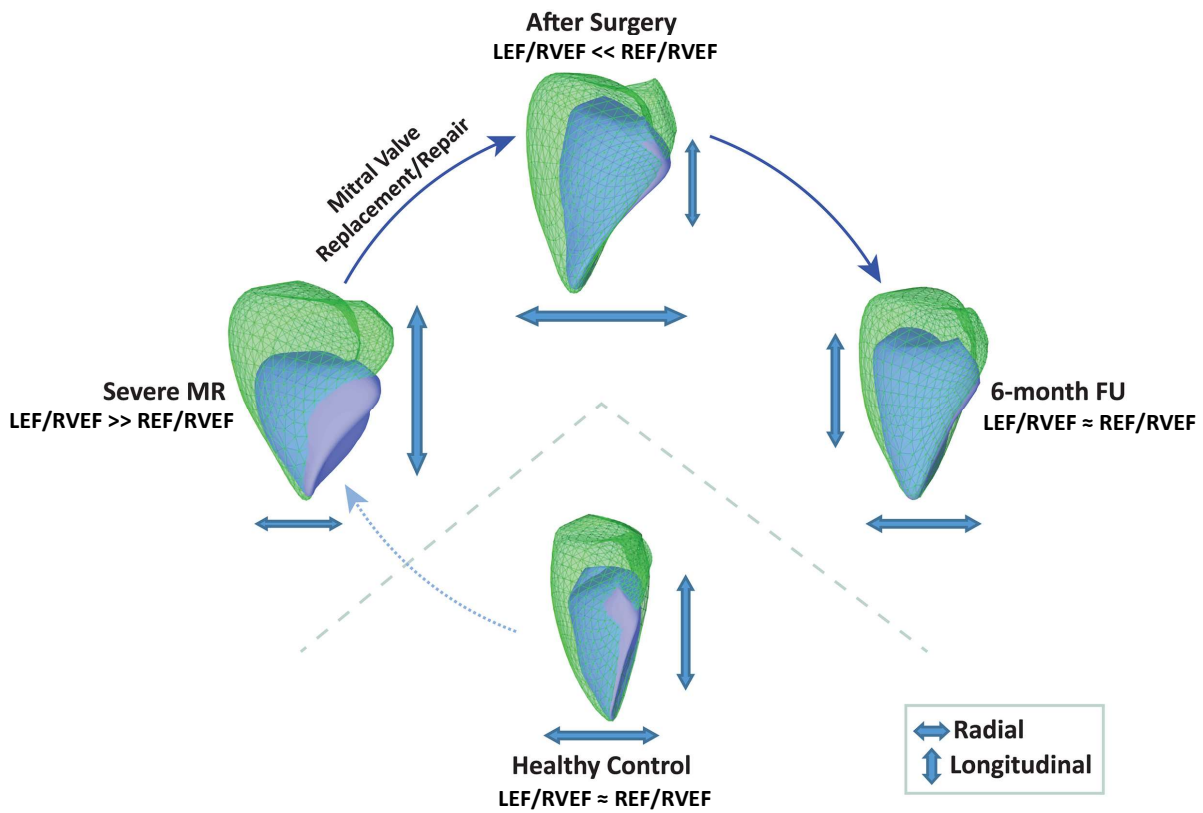 After Surgery
LEF/RVEF << REF/RVEF
Mitral Valve
Replacement/Repair
Severe MR
LEF/RVEF >> REF/RVEF
6-month FU
LEF/RVEF ≈ REF/RVEF
Healthy Control
LEF/RVEF ≈ REF/RVEF
Radial
Longitudinal